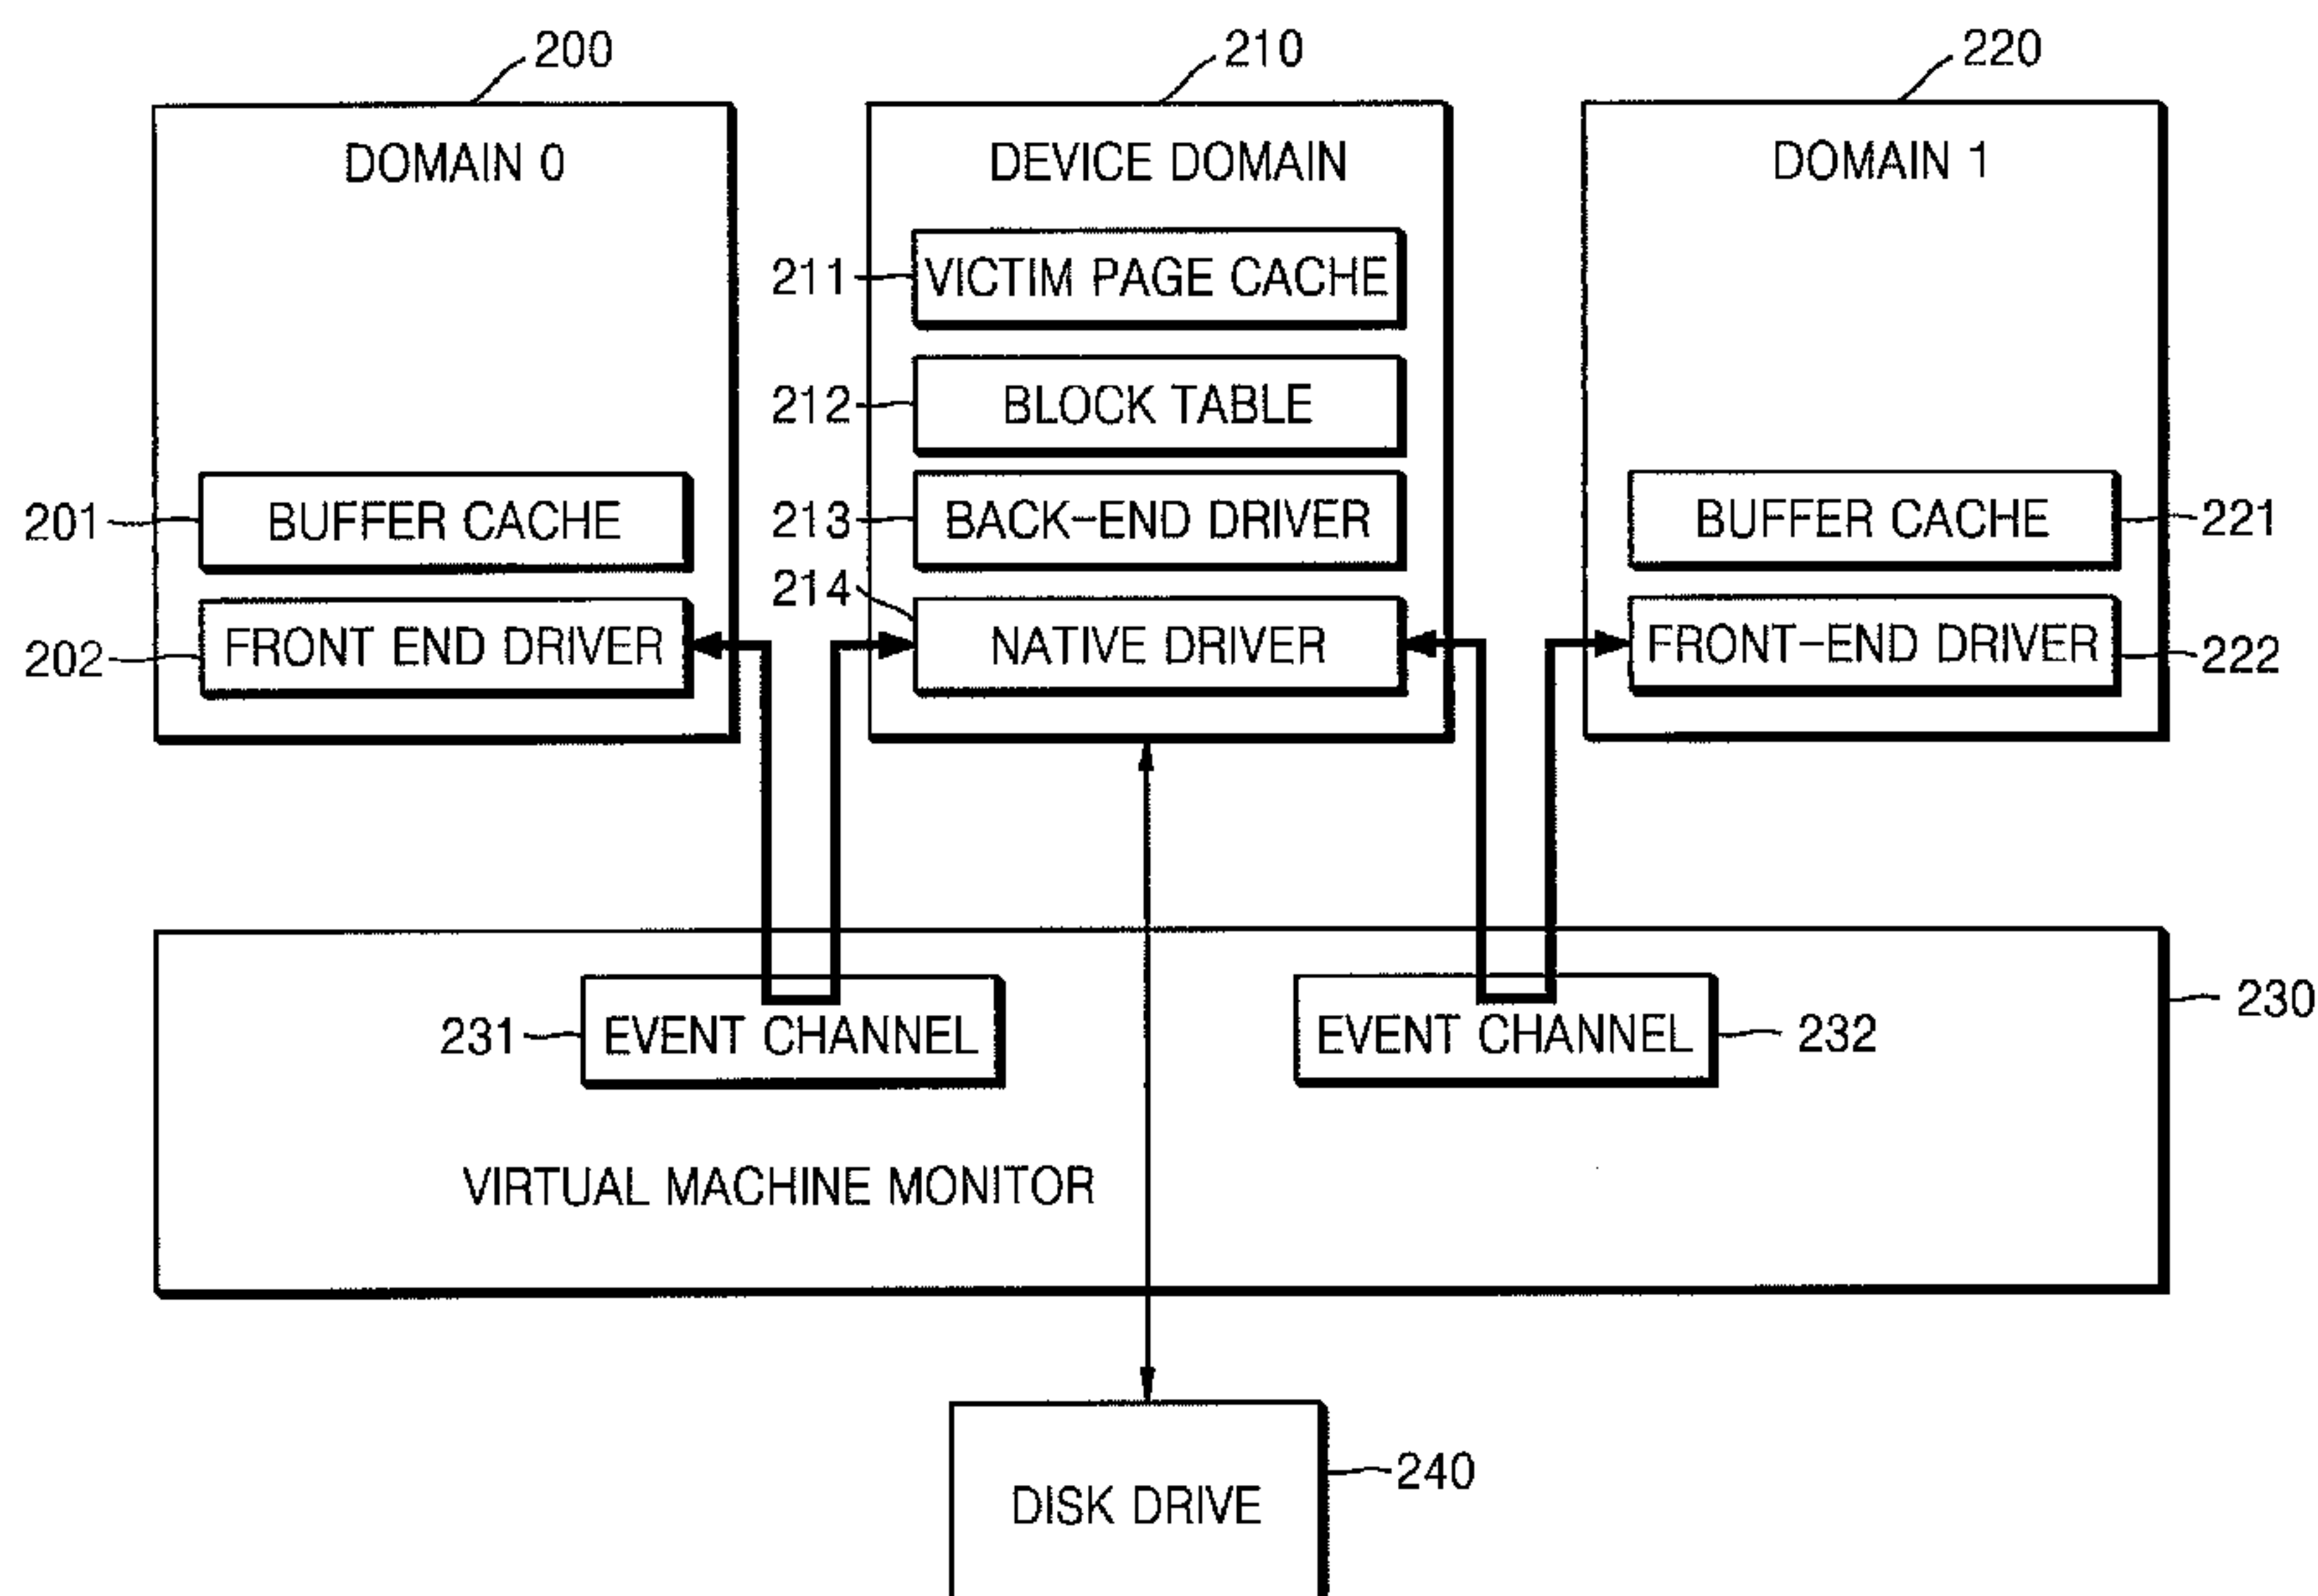 200
210
220
DOMAIN 0
DEVICE DOMAIN
DOMAIN 1
211
VICTIM PAGE CACHE
212
BLOCK TABLE
201
BUFFER CACHE
213
BACK-END DRIVER
BUFFER CACHE
221
214
202
FRONT END DRIVER
NATIVE DRIVER
FRONT-END DRIVER
222
230
231
EVENT CHANNEL
EVENT CHANNEL
232
VIRTUAL MACHINE MONITOR
240
DISK DRIVE